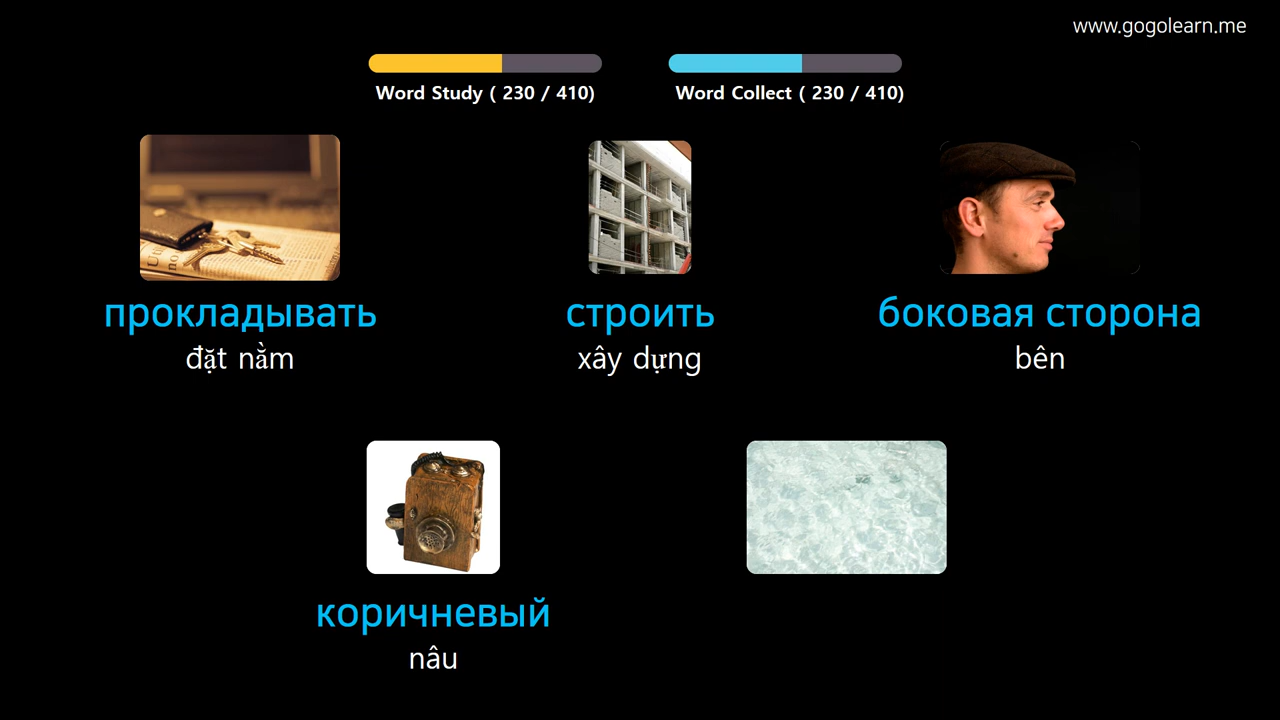 www.gogolearn.me
Word Study ( 230 / 410)
Word Collect ( 230 / 410)
прокладывать
đặt nằm
строить
xây dựng
боковая сторона
bên
коричневый
nâu